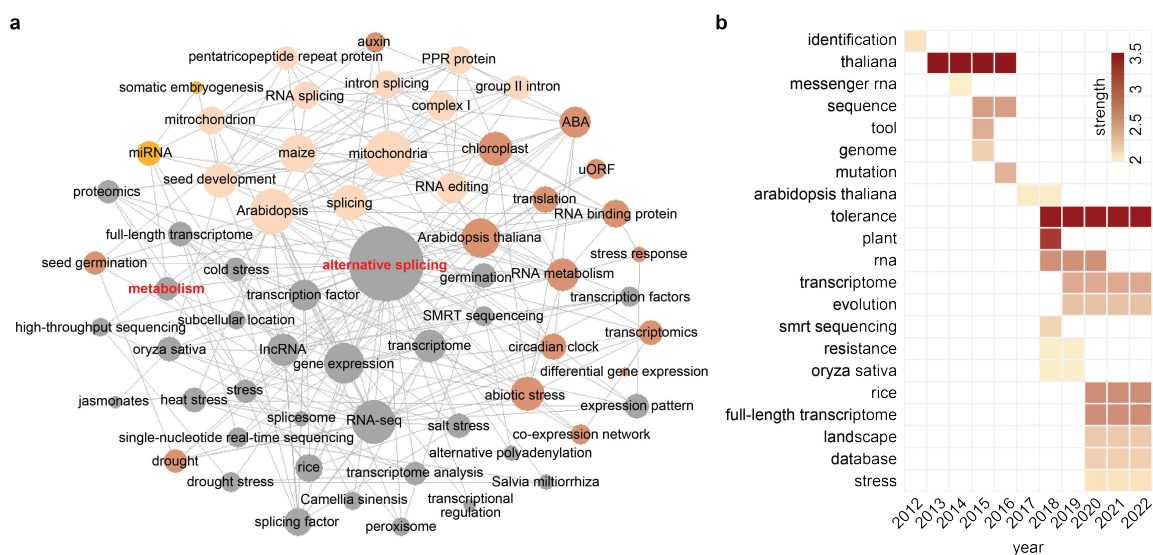 a
auxin
pentatricopeptide repeat protein
PPR protein
somatic embryogenesis
intron splicing
group II intron
RNA splicing
complex I
mitrochondrion
ABA
miRNA
maize
mitochondria
chloroplast
uORF
proteomics
seed development
RNA editing
translation
Arabidopsis
splicing
RNA binding protein
full-length transcriptome
Arabidopsis thaliana
stress response
seed germination
cold stress
alternative splicing
germination
RNA metabolism
metabolism
transcription factor
transcription factors
high-throughput sequencing
subcellular location
SMRT sequenceing
transcriptomics
oryza sativa
lncRNA
transcriptome
circadian clock
gene expression
differential gene expression
jasmonates
heat stress
stress
abiotic stress
expression pattern
splicesome
RNA-seq
salt stress
single-nucleotide real-time sequencing
co-expression network
drought
alternative polyadenylation
rice
transcriptome analysis
drought stress
Salvia miltiorrhiza
Camellia sinensis
transcriptional
regulation
splicing factor
peroxisome
b
identification
thaliana
messenger rna
sequence
tool
genome
mutation
arabidopsis thaliana
tolerance
plant
rna
transcriptome
evolution
smrt sequencing
resistance
oryza sativa
rice
full-length transcriptome
landscape
database
stress
strength
3.5
3
2.5
2
2012
2013
2014
2015
2016
2017
2018
2019
2020
2021
2022
year